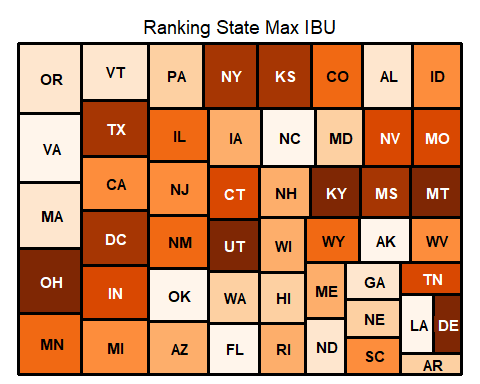 Ranking State Max IBU
OR VT PA NY KS CO AL ID
TX IL IA NC MD NV MO
VA
CA NJ CT NH KY MS MT
MA
DC NM UT WI WY AK WV
OH
IN OK WA HI ME GA TN
MN MI AZ FL RI ND NE LA DE
SC AR